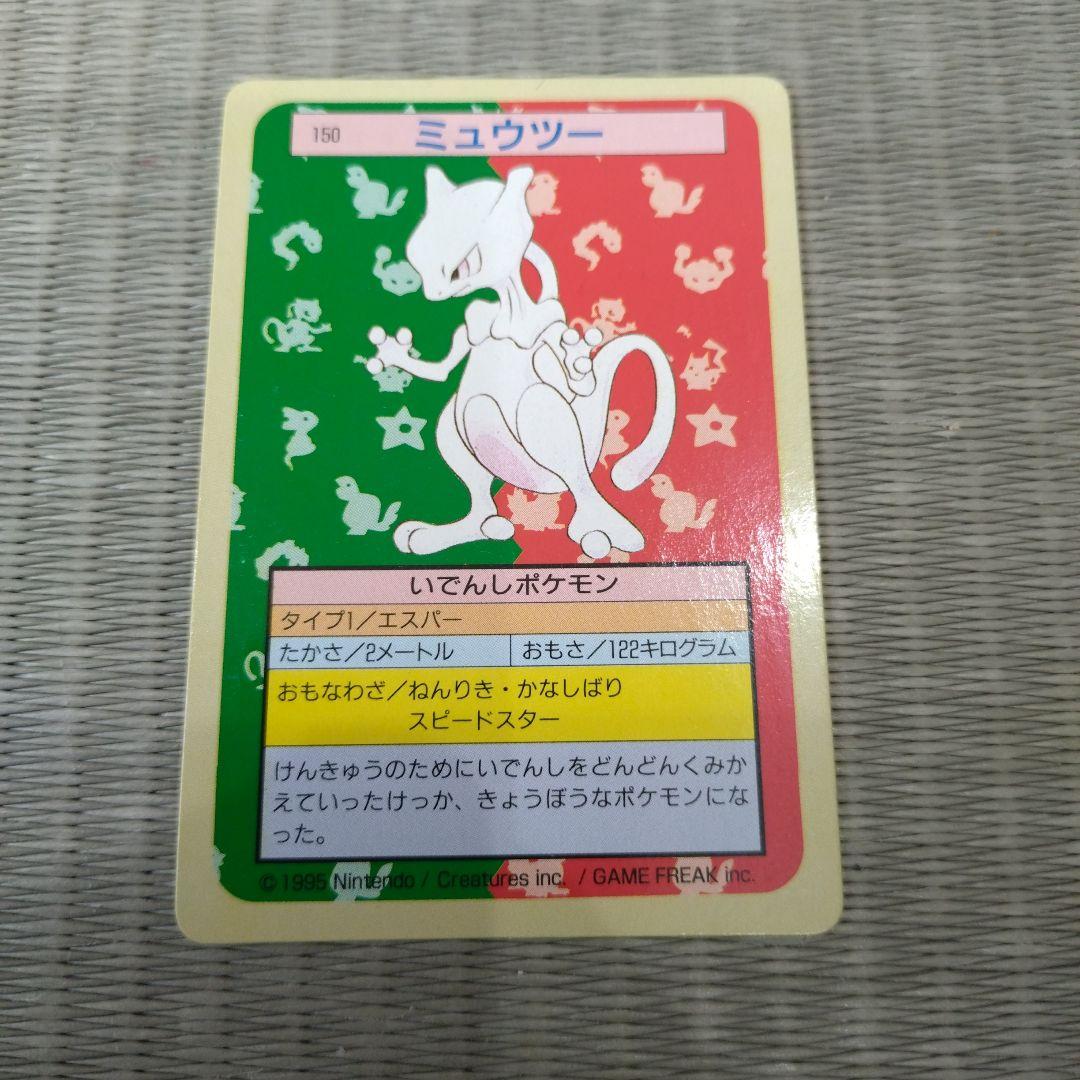 150 ミュウツー
いでんしポケモン
タイプ1／エスパー
たかさ／2メートル おもさ／122キログラム
おもなわざ／ねんりき・かなしばり
スピードスター
けんきゅうのためにいでんしをどんどんくみか
えていったけっか、きょうぼうなポケモンにな
った。
© 1995 Nintendo / Creatures inc. / GAME FREAK inc.